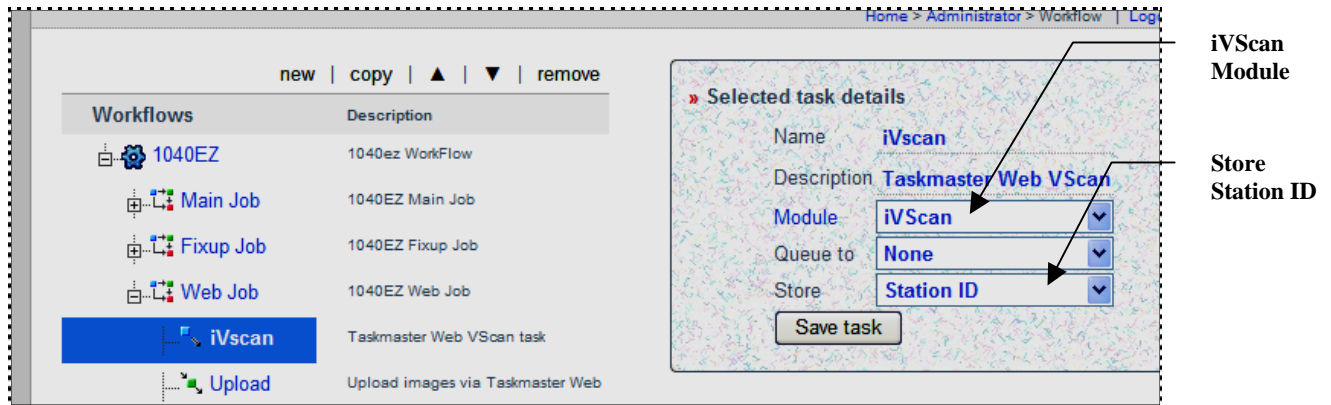 Home > Administrator > Workflow |
new | copy | ▲ | ▼ | remove
Workflows Description
1040EZ 1040ez WorkFlow
Main Job 1040EZ Main Job
Fixup Job 1040EZ Fixup Job
Web Job 1040EZ Web Job
iVscan Taskmaster Web VScan task
Upload Upload images via Taskmaster Web
» Selected task details
Name iVscan
Description Taskmaster Web VScan
Module iVScan
Queue to None
Store Station ID
Save task
iVScan
Module
Store
Station ID